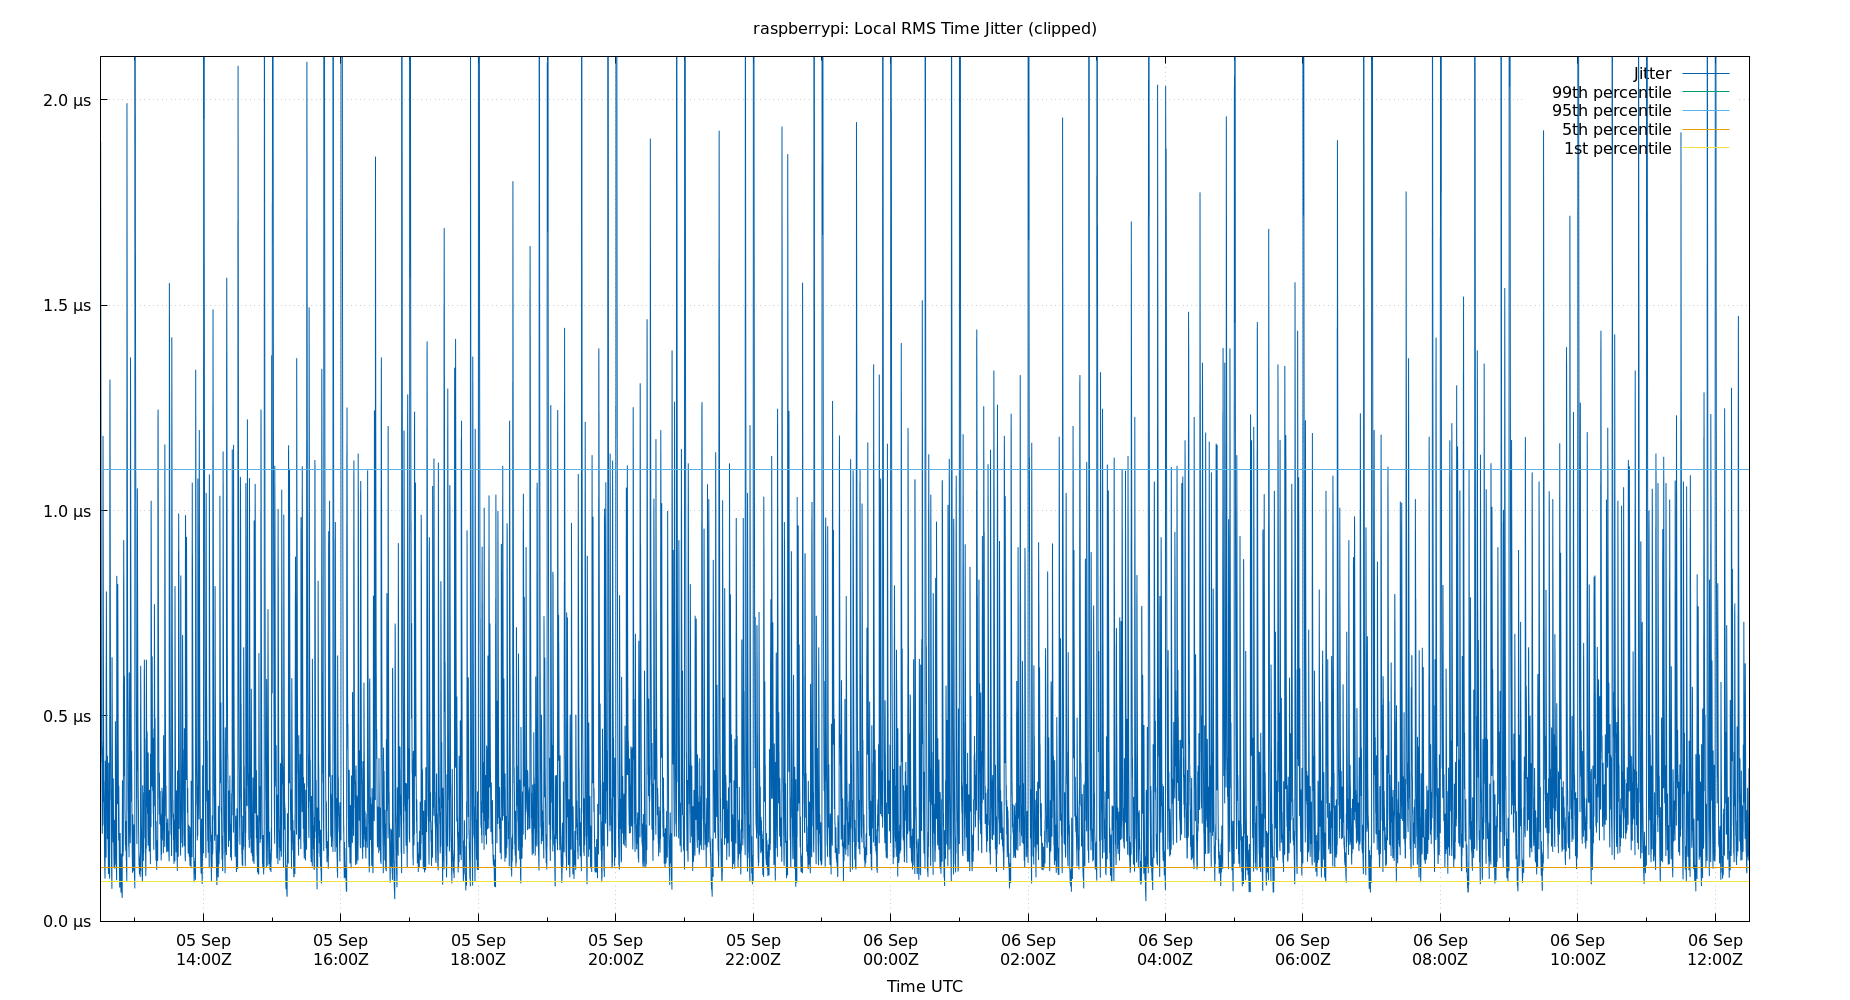 raspberrypi: Local RMS Time Jitter (clipped)
Jitter
99th percentile
95th percentile
5th percentile
1st percentile
2.0 µs
1.5 µs
1.0 µs
0.5 µs
0.0 µs
05 Sep 05 Sep 05 Sep 05 Sep 05 Sep 06 Sep 06 Sep 06 Sep 06 Sep 06 Sep 06 Sep 06 Sep
14:00Z 16:00Z 18:00Z 20:00Z 22:00Z 00:00Z 02:00Z 04:00Z 06:00Z 08:00Z 10:00Z 12:00Z
Time UTC